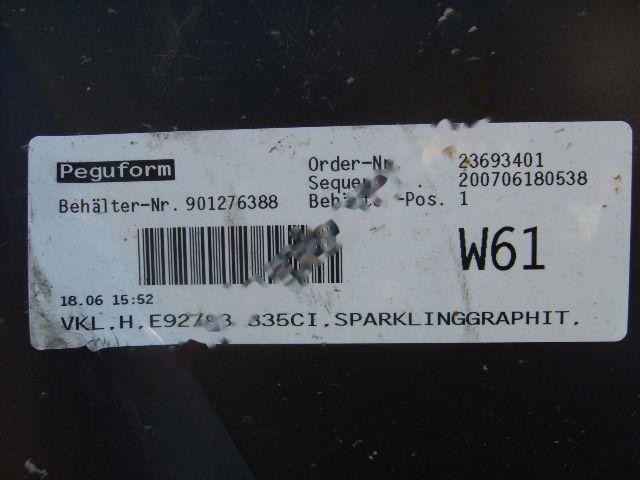 Peguform
Order-Nr. 23693401
200706180538
Behälter-Nr. 901276388
-Pos. 1
W61
18.06 15:52
VKL.H.E92/93 335CI.SPARKLINGGRAPHIT.